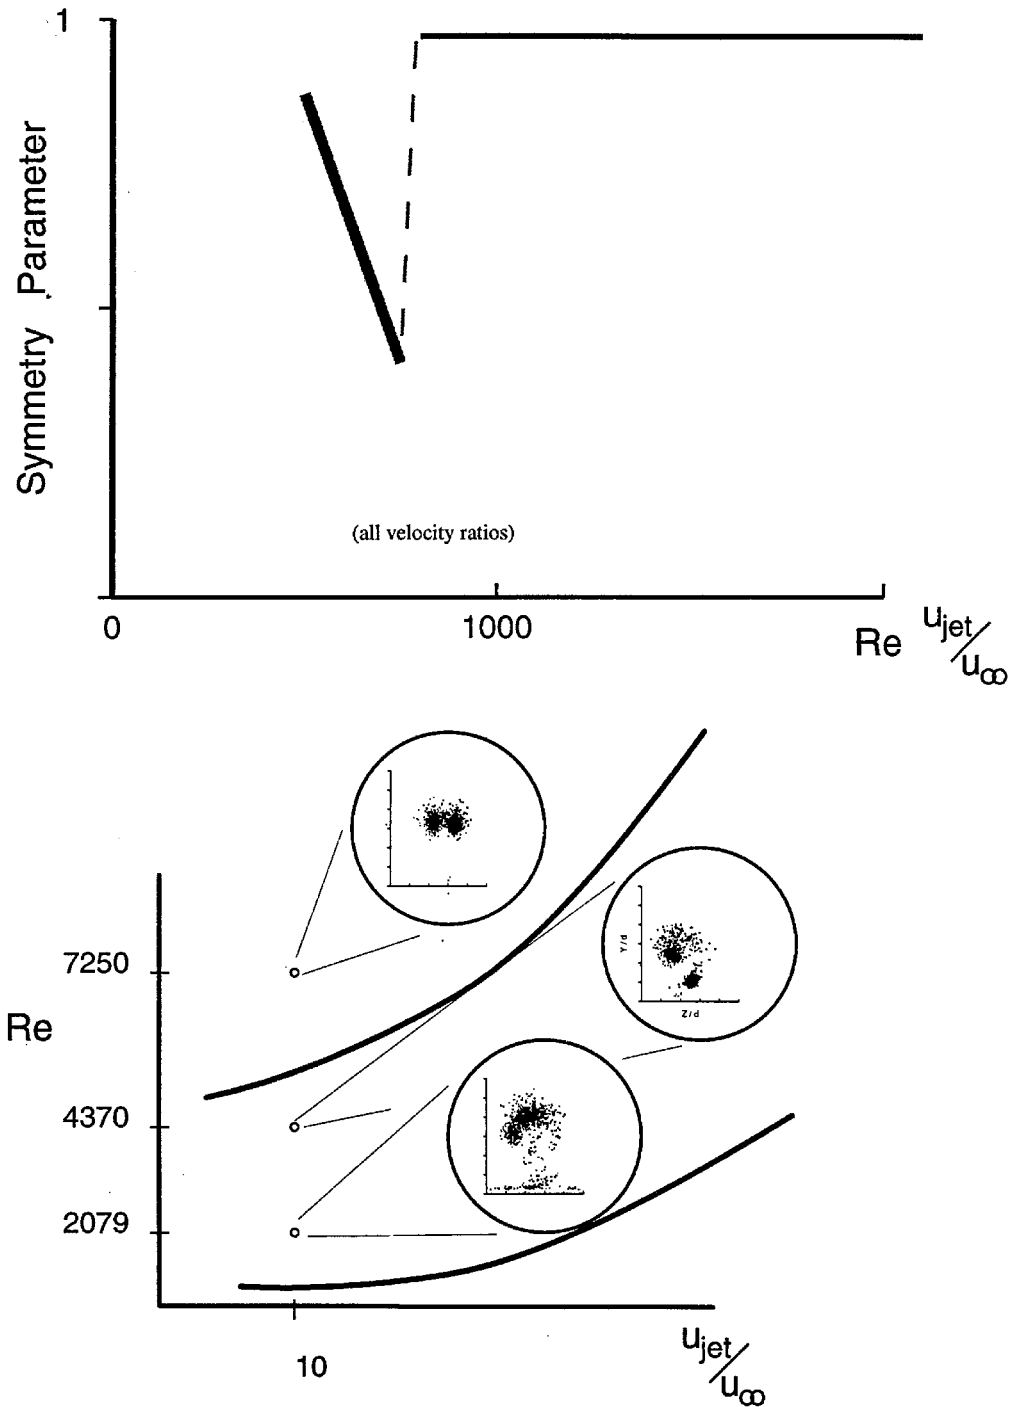 1
Symmetry Parameter
(all velocity ratios)
0
1000
Re
u_jet/u_∞
7250
Re
4370
2079
Y/d
Z/d
10
u_jet/u_∞